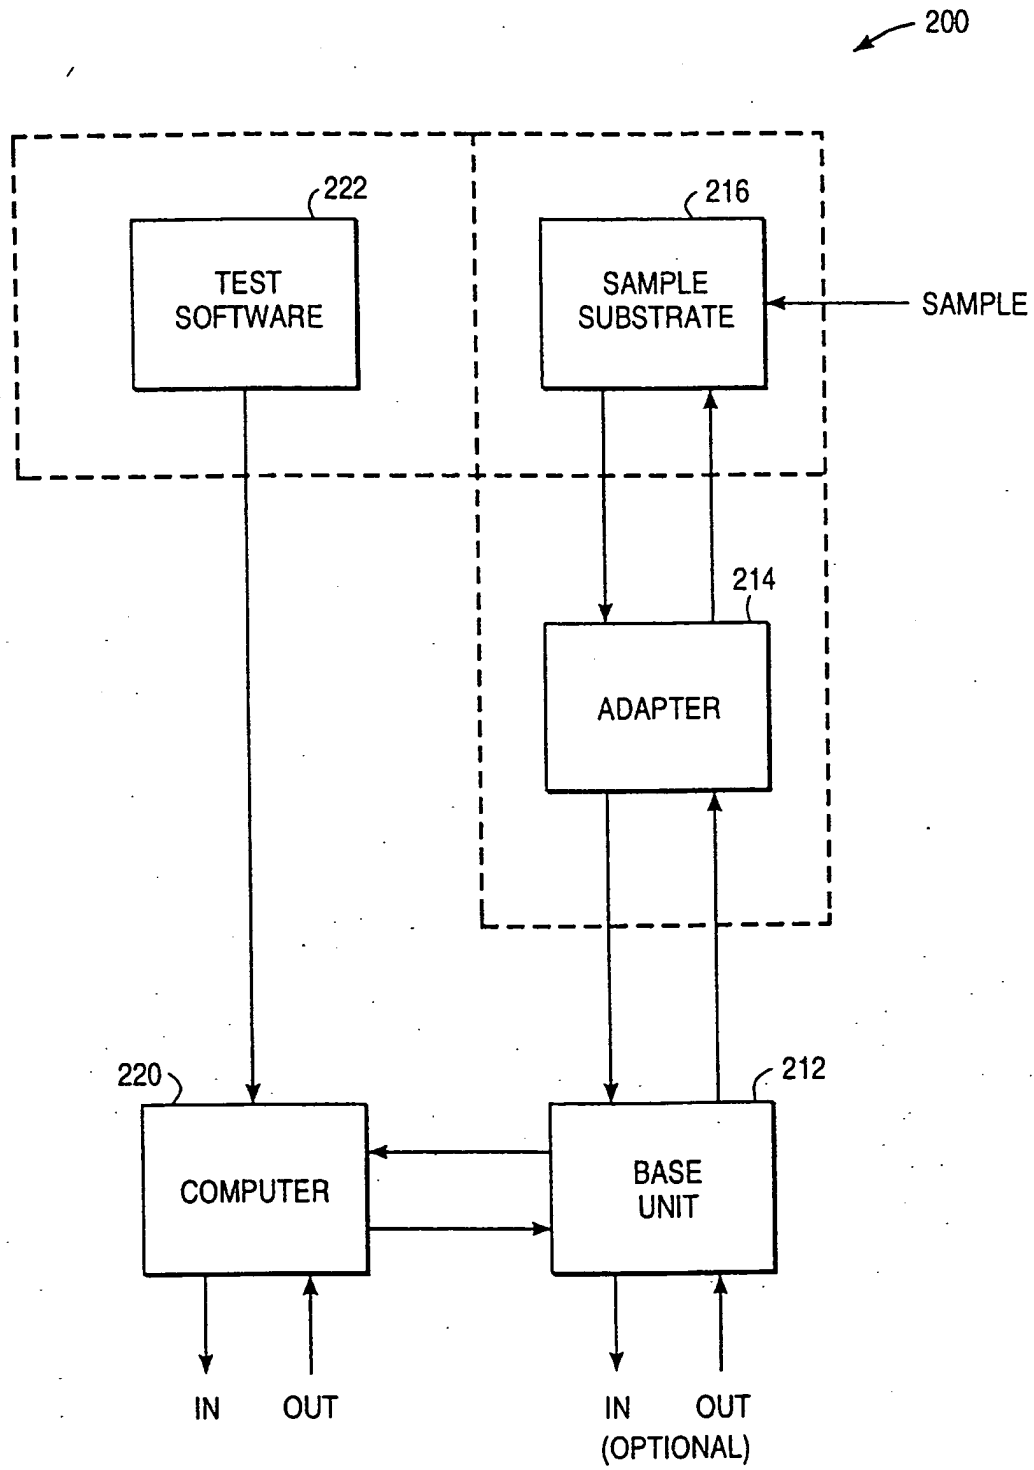 200
222
216
TEST
SOFTWARE
SAMPLE
SUBSTRATE
SAMPLE
214
ADAPTER
220
212
COMPUTER
BASE
UNIT
IN
OUT
IN
OUT
(OPTIONAL)